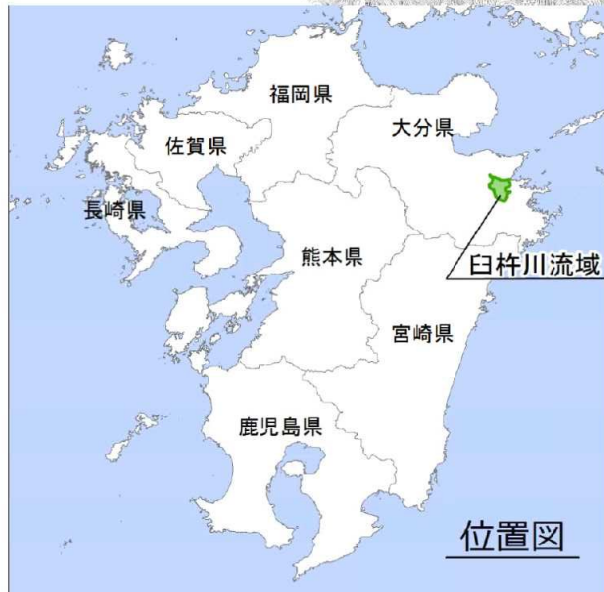 福岡県
大分県
佐賀県
長崎県
熊本県
臼杵川流域
宮崎県
鹿児島県
位置図